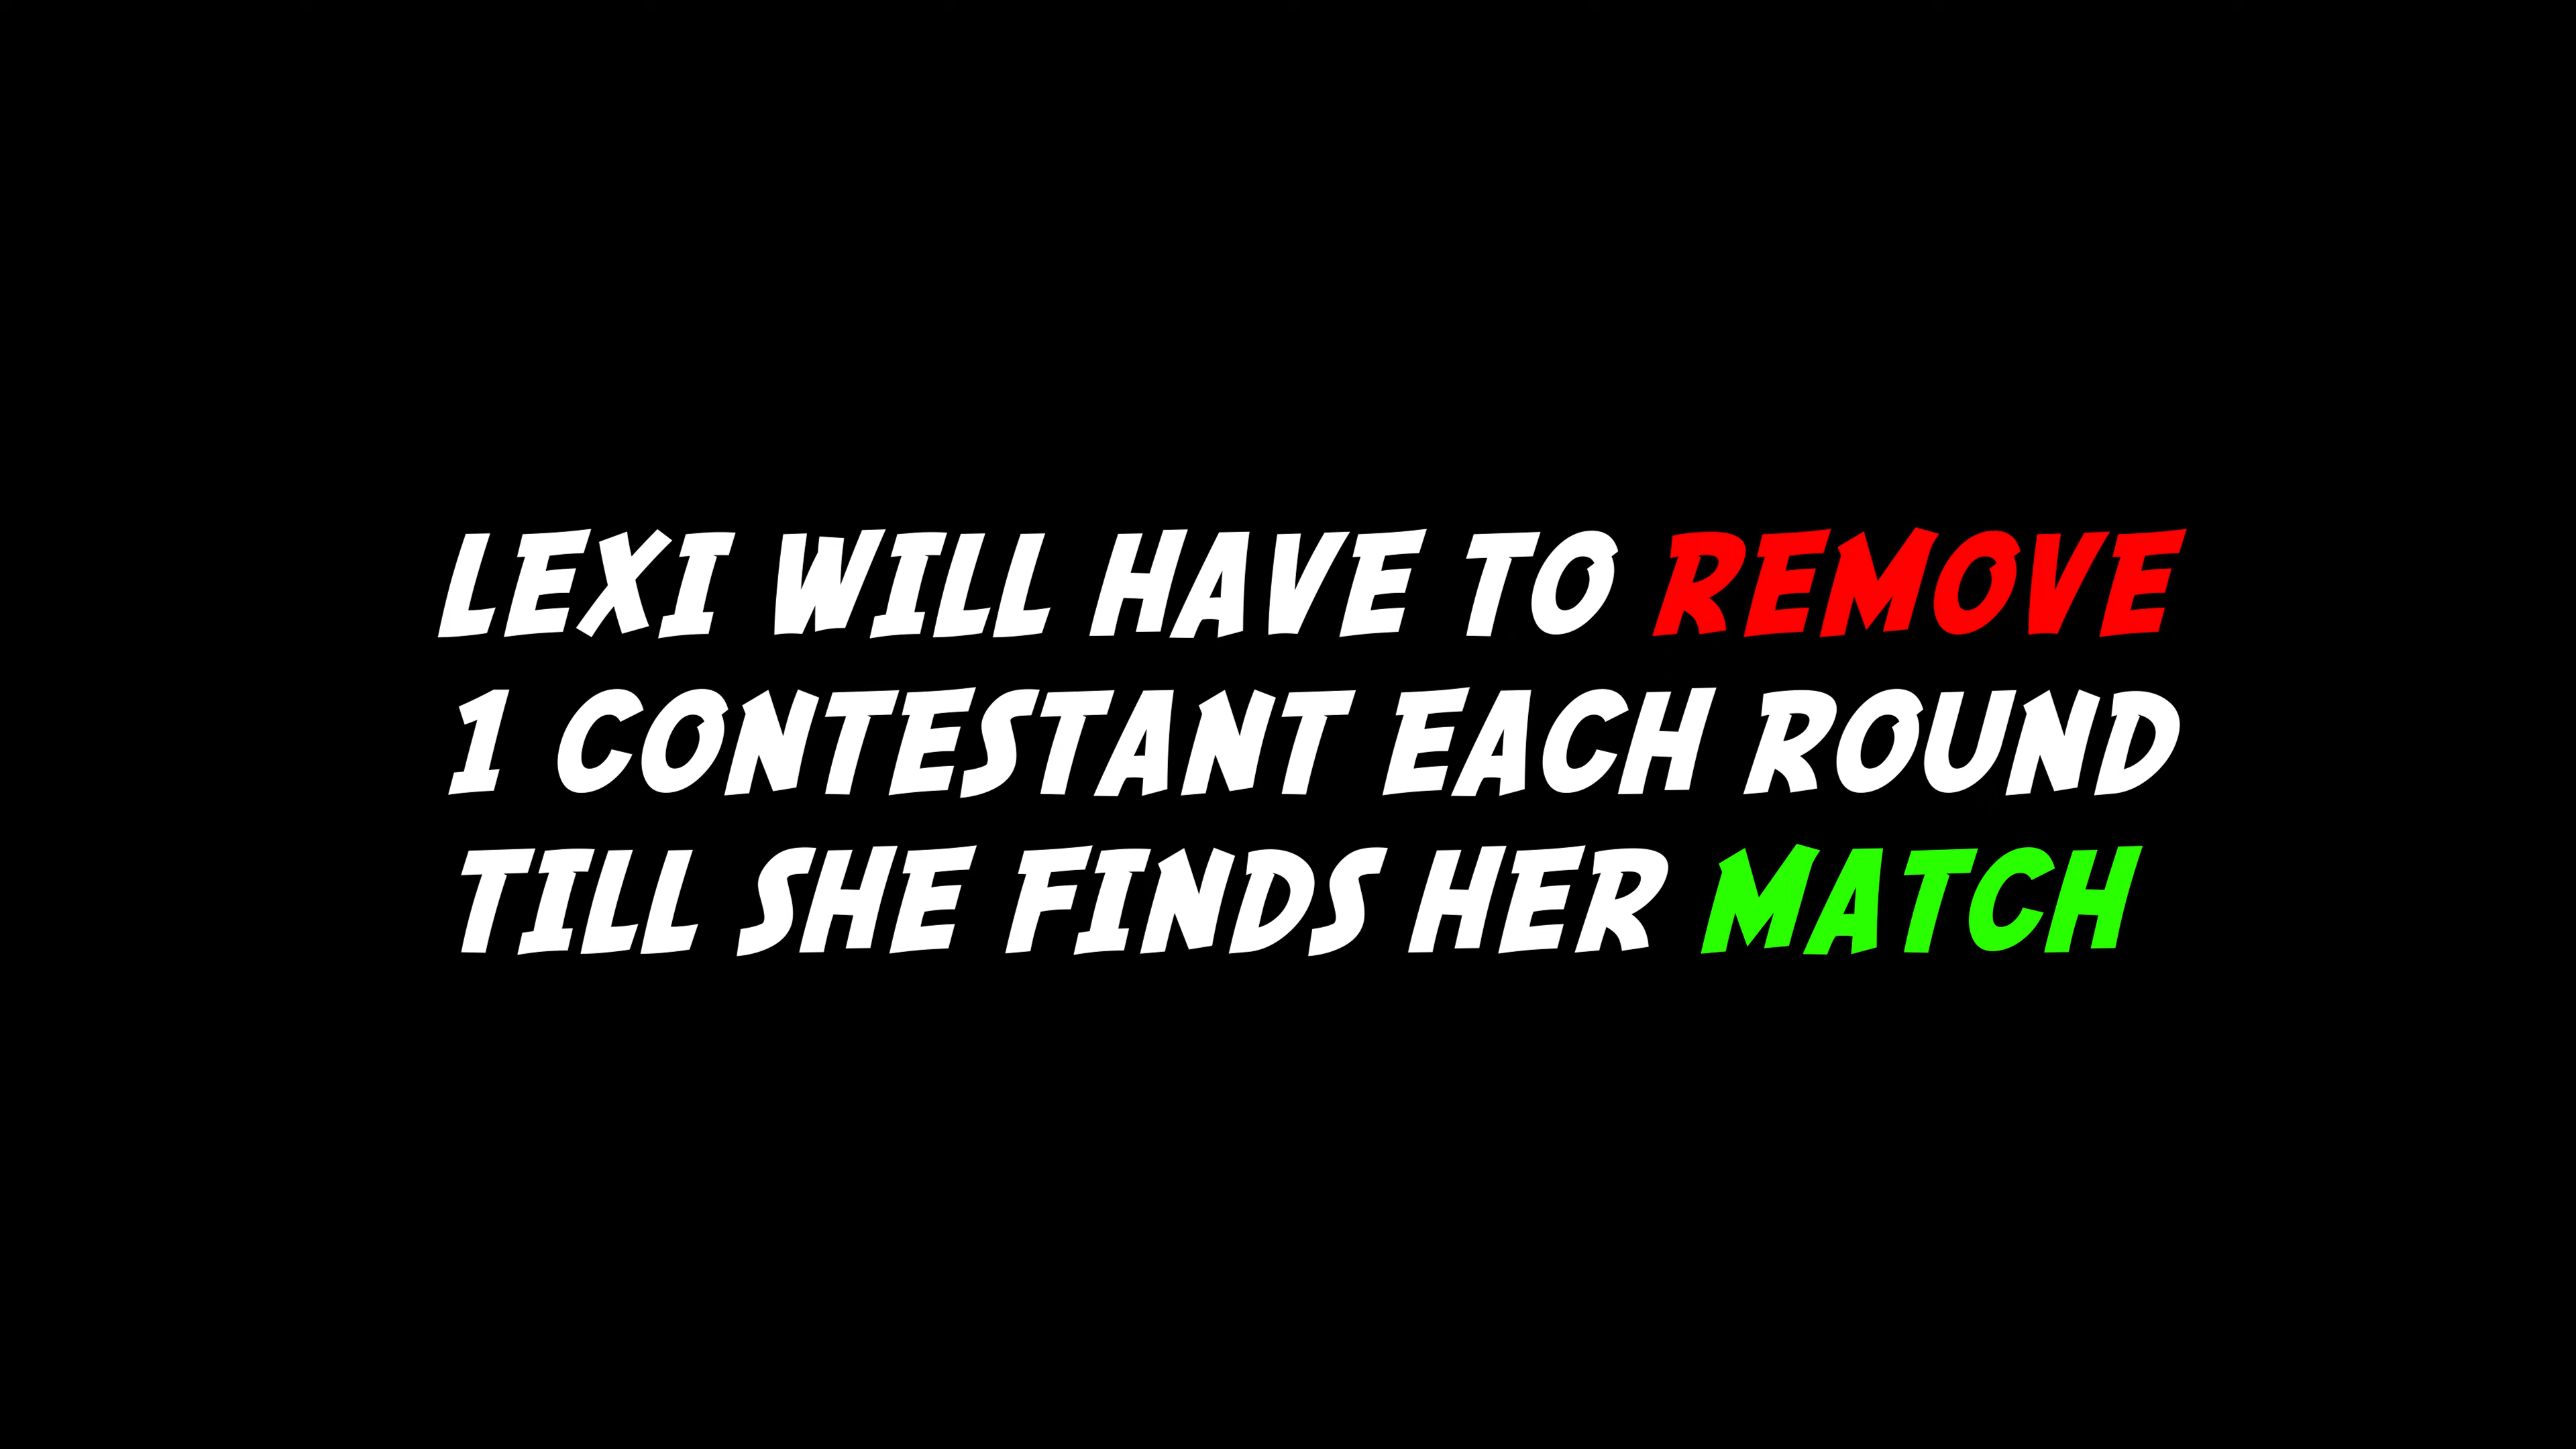 LEXI WILL HAVE TO REMOVE
1 CONTESTANT EACH ROUND
TILL SHE FINDS HER MATCH